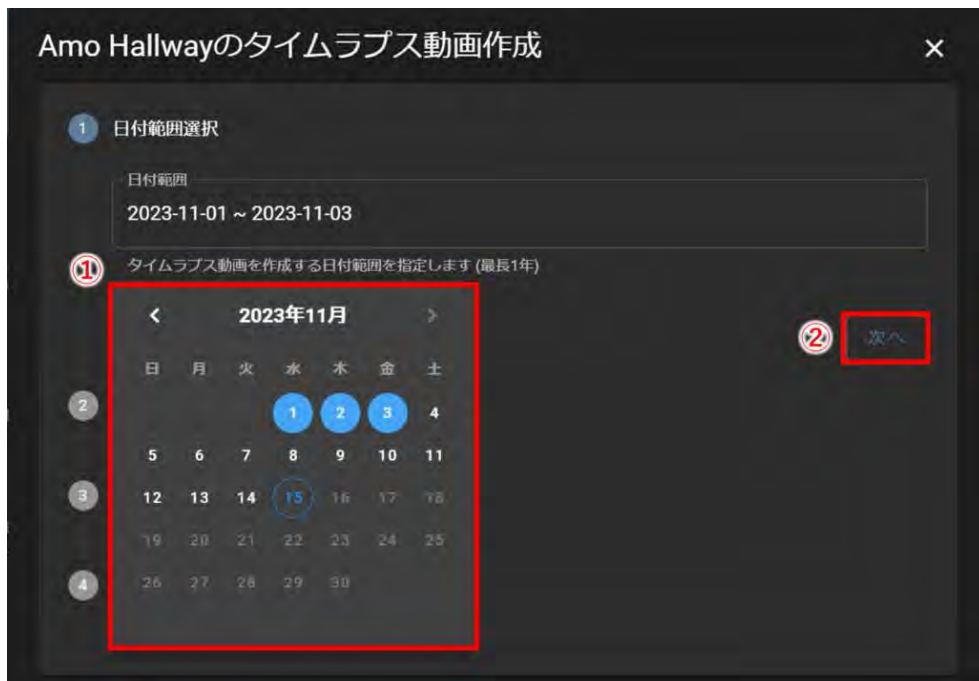 Amo Hallwayのタイムラプス動画作成 ×
1 日付範囲選択
日付範囲
2023-11-01 ~ 2023-11-03
① タイムラプス動画を作成する日付範囲を指定します (最長1年)
< 2023年11月 >
② 次へ
日 月 火 水 木 金 土
2 1 2 3 4
5 6 7 8 9 10 11
3 12 13 14 15 16 17 18
19 20 21 22 23 24 25
4 26 27 28 29 30